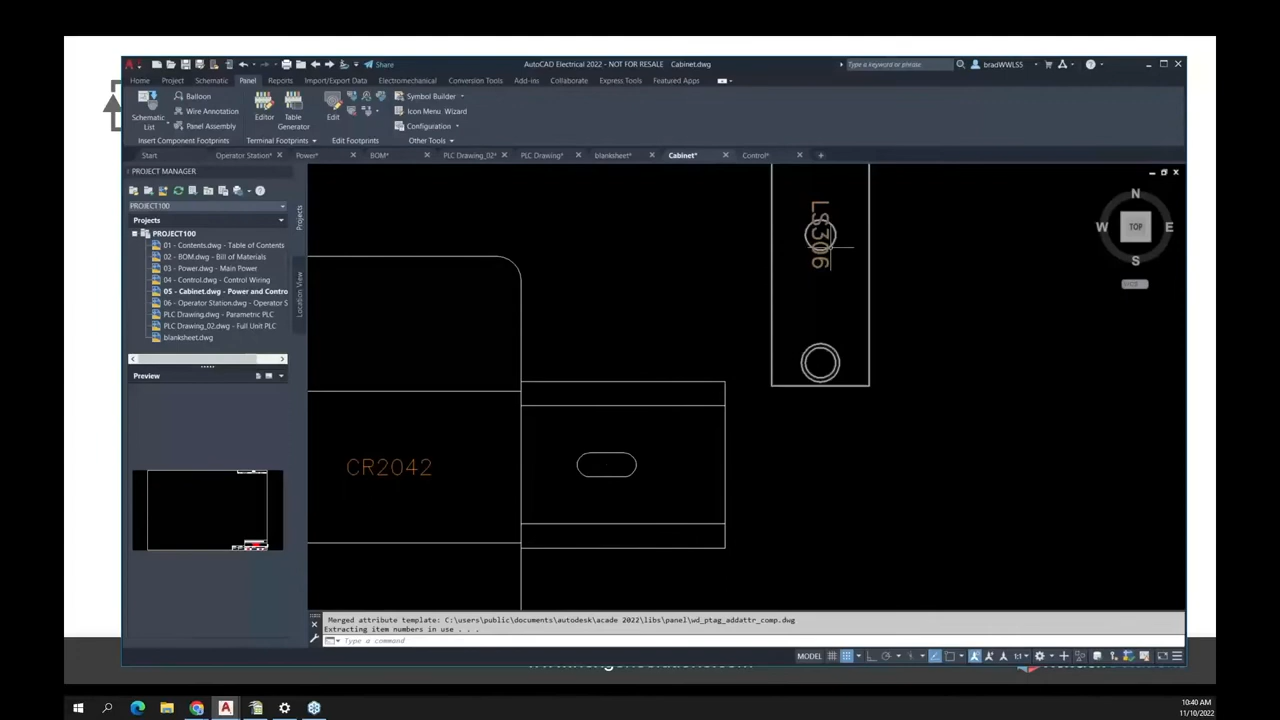 Share
AutoCAD Electrical 2022 - NOT FOR RESALE Cabinet.dwg
Type a keyword or phrase
bradWWLS5
Home Project Schematic Panel Reports Import/Export Data Electromechanical Conversion Tools Add-ins Collaborate Express Tools Featured Apps
Schematic List
Balloon
Wire Annotation
Panel Assembly
Editor
Table Generator
Edit
Symbol Builder
Icon Menu Wizard
Configuration
Insert Component Footprints
Terminal Footprints
Edit Footprints
Other Tools
Start Operator Station* Power* BOM* PLC Drawing_02* PLC Drawing* blanksheet* Cabinet* Control*
PROJECT MANAGER
PROJECT100
Projects
PROJECT100
01 - Contents.dwg - Table of Contents
02 - BOM.dwg - Bill of Materials
03 - Power.dwg - Main Power
04 - Control.dwg - Control Wiring
05 - Cabinet.dwg - Power and Contro
06 - Operator Station.dwg - Operator S
PLC Drawing.dwg - Parametric PLC
PLC Drawing_02.dwg - Full Unit PLC
blanksheet.dwg
Preview
Projects
Location View
LS306
CR2042
N
W TOP E
S
Merged attribute template: C:\users\public\documents\autodesk\acade 2022\libs\panel\wd_ptag_addattr_comp.dwg
Extracting item numbers in use . . .
Type a command
MODEL
1:1
10:40 AM
11/10/2022